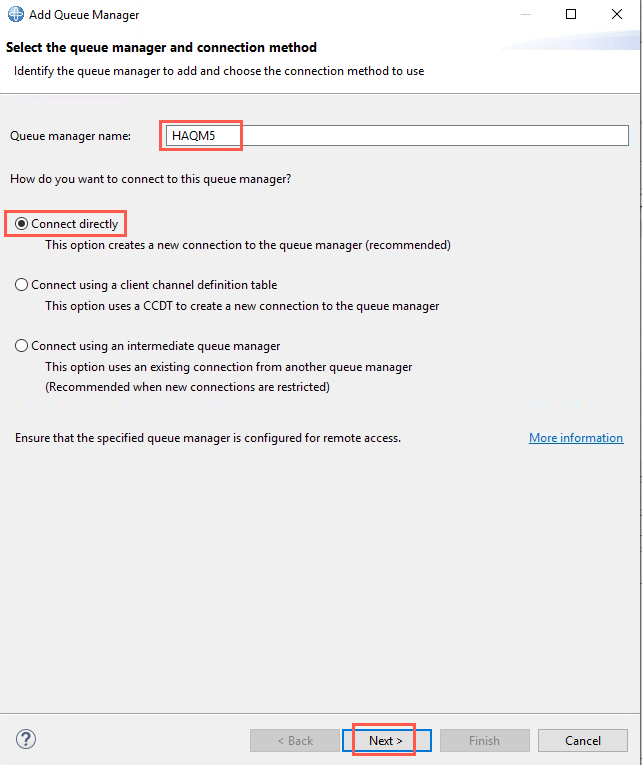 Add Queue Manager
Select the queue manager and connection method
Identify the queue manager to add and choose the connection method to use
Queue manager name: HAQM5
How do you want to connect to this queue manager?
Connect directly
This option creates a new connection to the queue manager (recommended)
Connect using a client channel definition table
This option uses a CCDT to create a new connection to the queue manager
Connect using an intermediate queue manager
This option uses an existing connection from another queue manager
(Recommended when new connections are restricted)
Ensure that the specified queue manager is configured for remote access. More information
? < Back Next > Finish Cancel